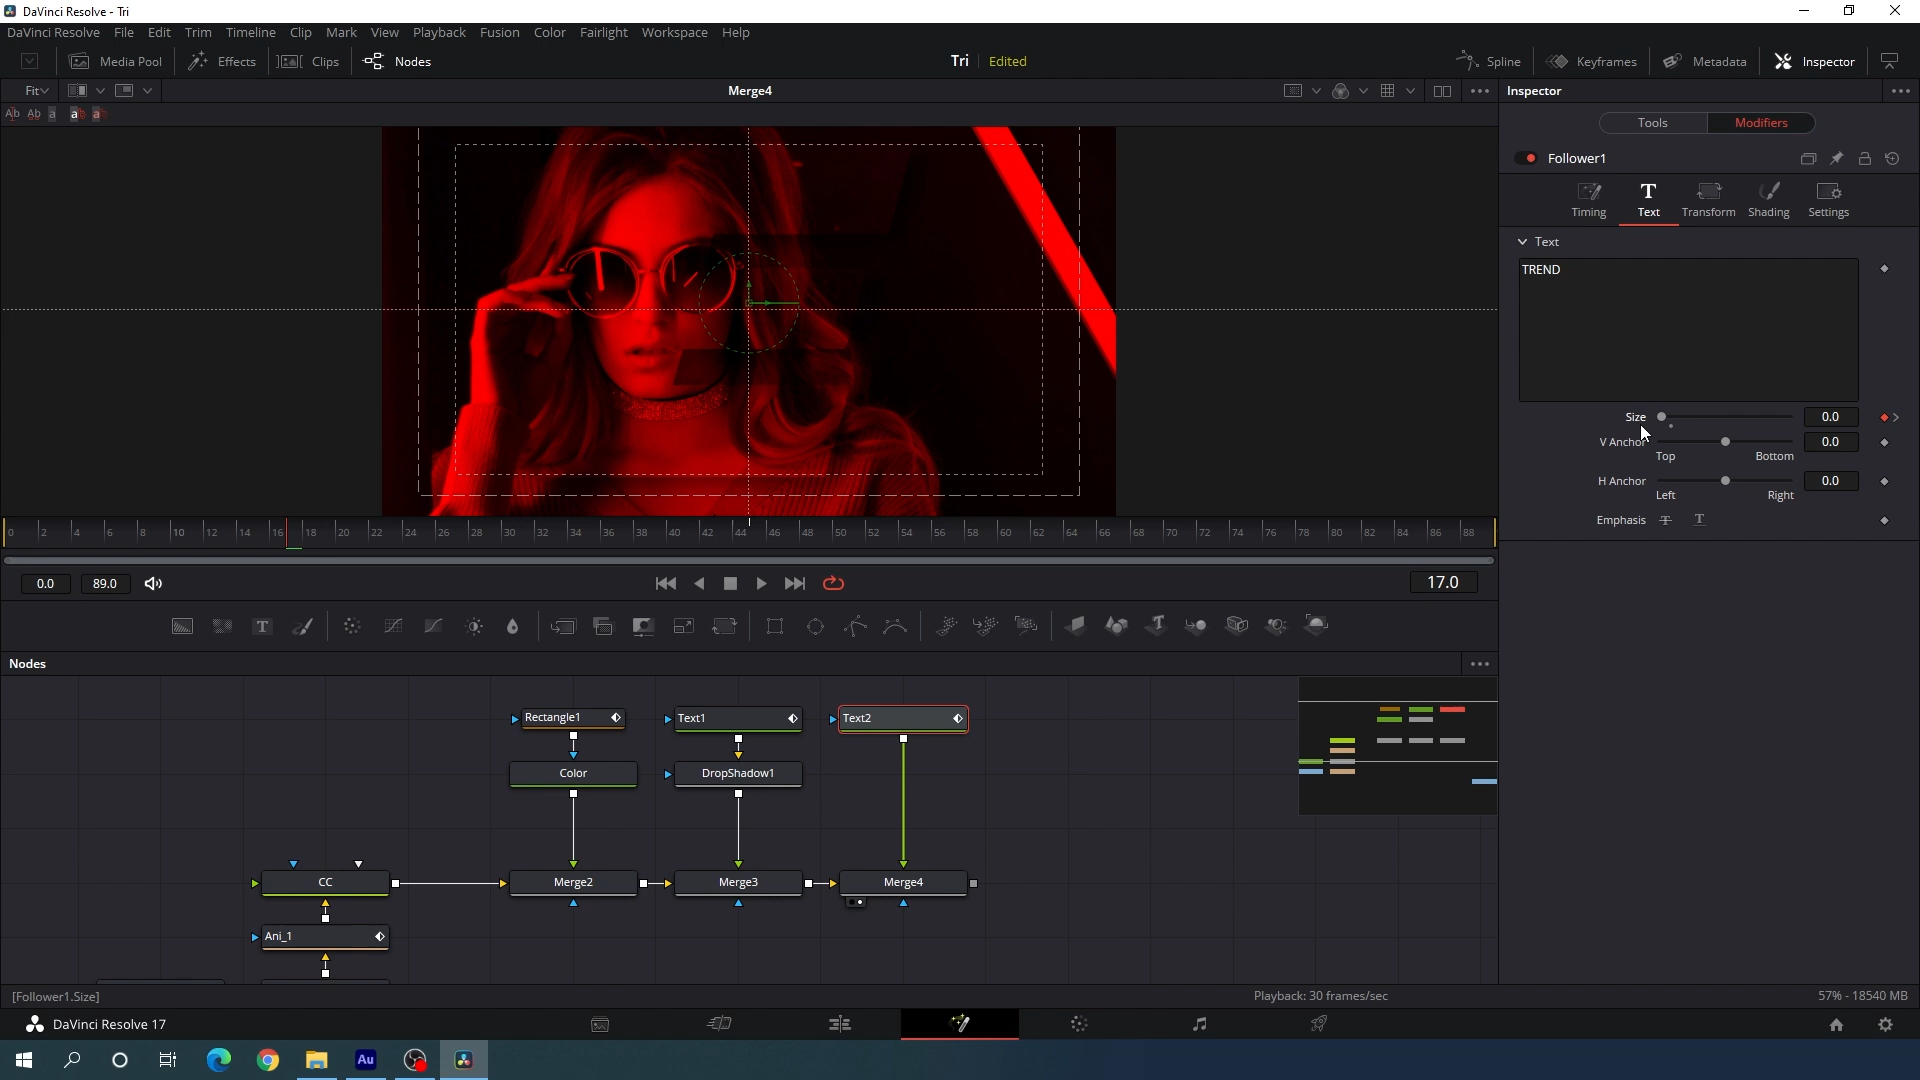 DaVinci Resolve - Tri
DaVinci Resolve File Edit Trim Timeline Clip Mark View Playback Fusion Color Fairlight Workspace Help
Media Pool Effects Clips Nodes Tri Edited Spline Keyframes Metadata Inspector
Fit Merge4 Inspector
Tools Modifiers
Follower1
Timing Text Transform Shading Settings
Text
TREND
Size 0.0
V Anchor 0.0
Top Bottom
H Anchor 0.0
Left Right
Emphasis
0 2 4 6 8 10 12 14 16 18 20 22 24 26 28 30 32 34 36 38 40 42 44 46 48 50 52 54 56 58 60 62 64 66 68 70 72 74 76 78 80 82 84 86 88
0.0 89.0 17.0
Nodes
Rectangle1 Text1 Text2
Color DropShadow1
CC Merge2 Merge3 Merge4
Ani_1
[Follower1.Size] Playback: 30 frames/sec 57% - 18540 MB
DaVinci Resolve 17
Au